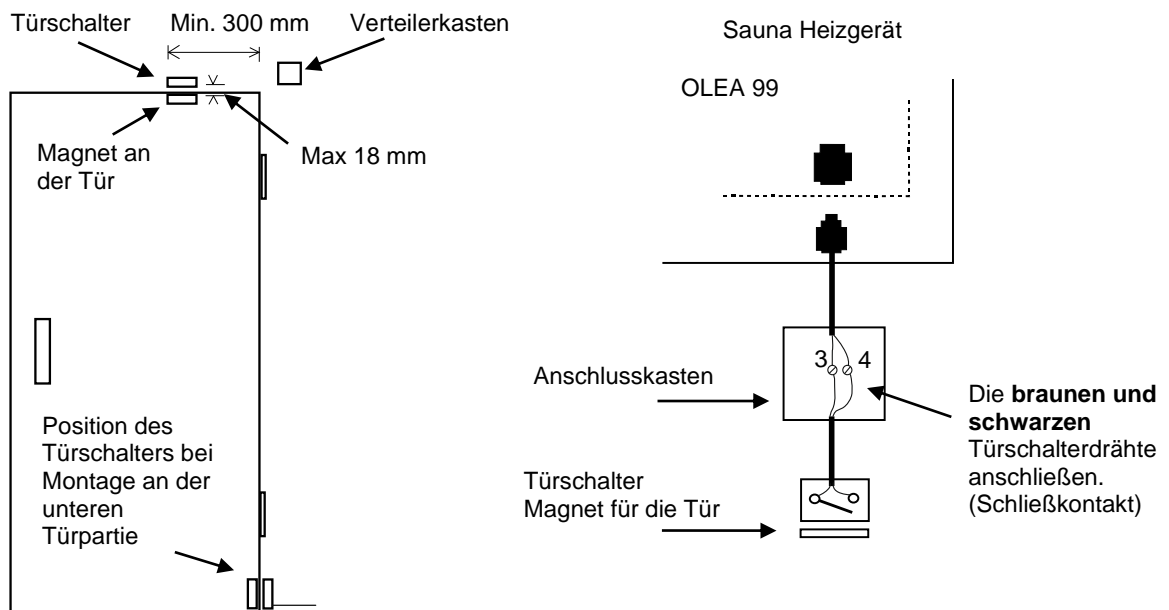 Türschalter
Min. 300 mm
Verteilerkasten
Magnet an
der Tür
Max 18 mm
Position des
Türschalters bei
Montage an der
unteren
Türpartie
Sauna Heizgerät
OLEA 99
3
4
Anschlusskasten
Die braunen und
schwarzen
Türschalterdrähte
anschließen.
(Schließkontakt)
Türschalter
Magnet für die Tür